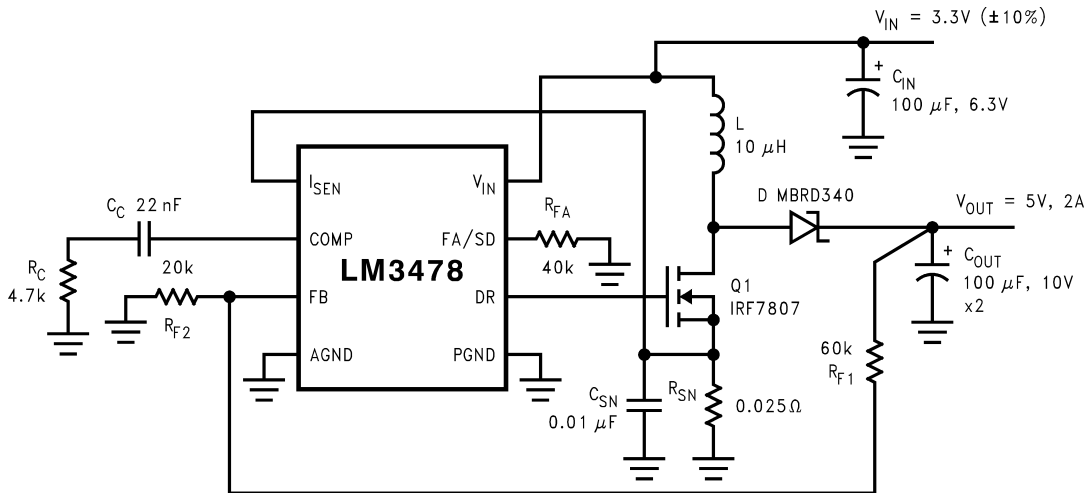 V_IN = 3.3V (±10%)
+
C_IN
100 μF, 6.3V
L
10 μH
I_SEN
V_IN
C_C 22 nF
COMP
R_FA
FA/SD
40k
D MBRD340
V_OUT = 5V, 2A
+
C_OUT
100 μF, 10V
x2
R_C
4.7k
20k
LM3478
FB
R_F2
DR
Q1
IRF7807
AGND
PGND
60k
R_F1
C_SN
0.01 μF
R_SN
0.025Ω